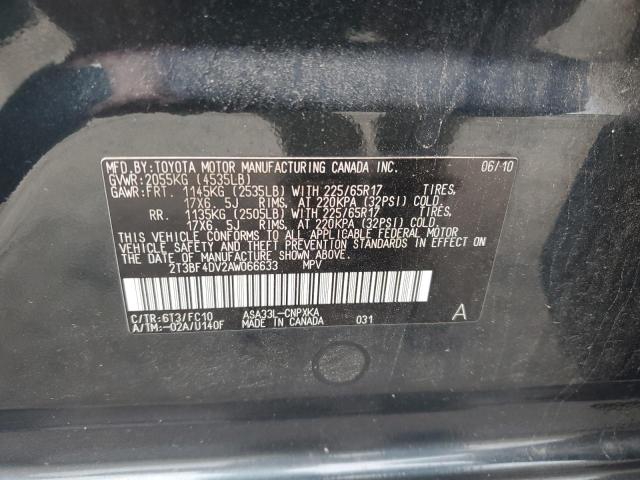 MFD.BY:TOYOTA MOTOR MANUFACTURING CANADA INC. 06/10
GVWR:2055KG (4535LB)
GAWR:FRT. 1145KG (2535LB) WITH 225/65R17 TIRES,
17X6.5J RIMS, AT 220KPA (32PSI) COLD.
RR. 1135KG (2505LB) WITH 225/65R17 TIRES,
17X6.5J RIMS, AT 220KPA (32PSI) COLD.
THIS VEHICLE CONFORMS TO ALL APPLICABLE FEDERAL MOTOR
VEHICLE SAFETY AND THEFT PREVENTION STANDARDS IN EFFECT ON
THE DATE OF MANUFACTURE SHOWN ABOVE.
2T3BF4DV2AW066633 MPV
C/TR:6T3/FC10 ASA33L-CNPXKA
A/TM:-02A/U140F MADE IN CANADA 031 A